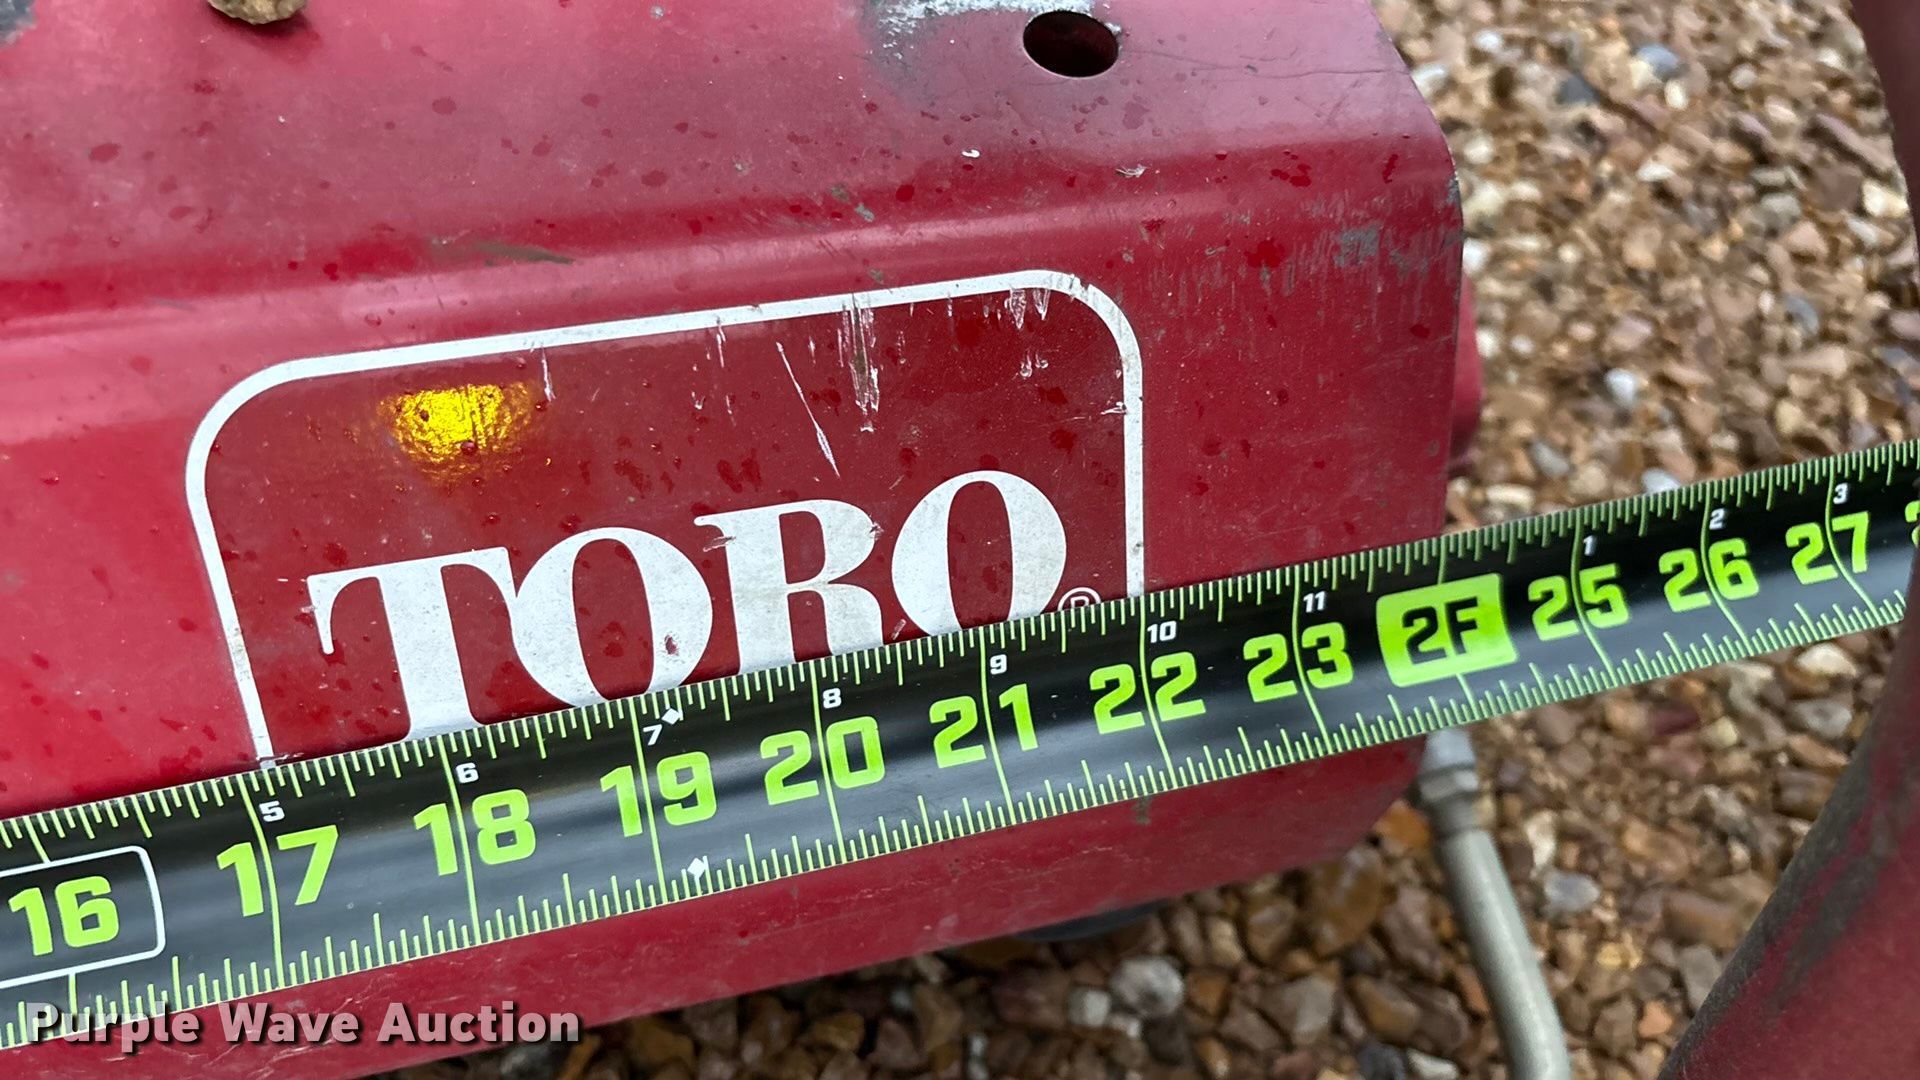 TORO®
5 6 7 8 9 10 11 1 2 3
16 17 18 19 20 21 22 23 2F 25 26 27
Purple Wave Auction